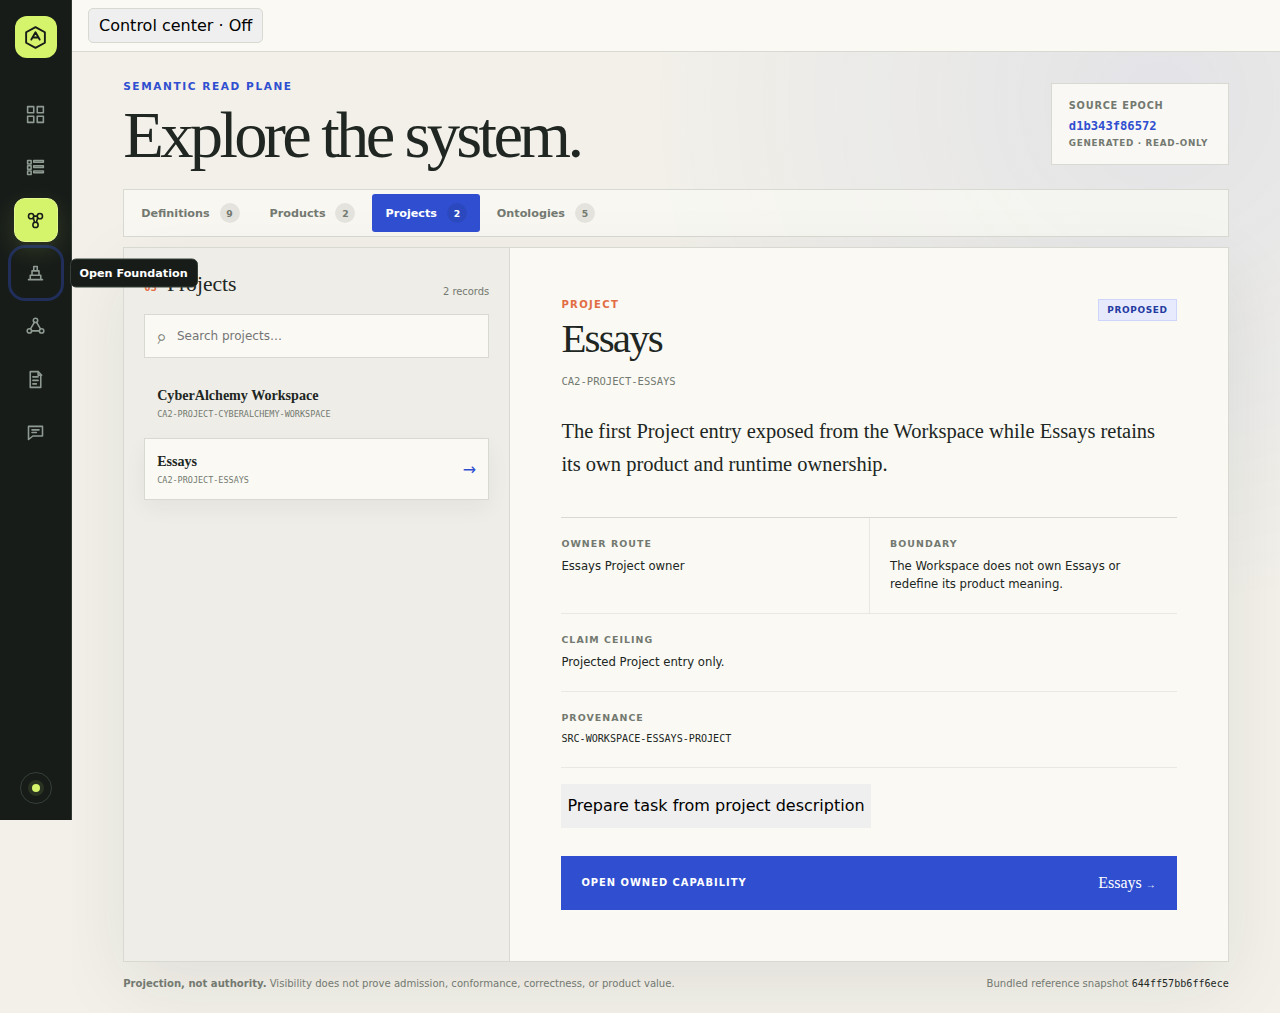 Control center · Off
SEMANTIC READ PLANE
Explore the system.
SOURCE EPOCH
d1b343f86572
GENERATED · READ-ONLY
Definitions 9 Products 2 Projects 2 Ontologies 5
Open Foundation
Projects
2 records
Search projects...
CyberAlchemy Workspace
CA2-PROJECT-CYBERALCHEMY-WORKSPACE
Essays
CA2-PROJECT-ESSAYS
→
PROJECT
PROPOSED
Essays
CA2-PROJECT-ESSAYS
The first Project entry exposed from the Workspace while Essays retains
its own product and runtime ownership.
OWNER ROUTE
Essays Project owner
BOUNDARY
The Workspace does not own Essays or
redefine its product meaning.
CLAIM CEILING
Projected Project entry only.
PROVENANCE
SRC-WORKSPACE-ESSAYS-PROJECT
Prepare task from project description
OPEN OWNED CAPABILITY
Essays →
Projection, not authority. Visibility does not prove admission, conformance, correctness, or product value.
Bundled reference snapshot 644ff57bb6ff6ece